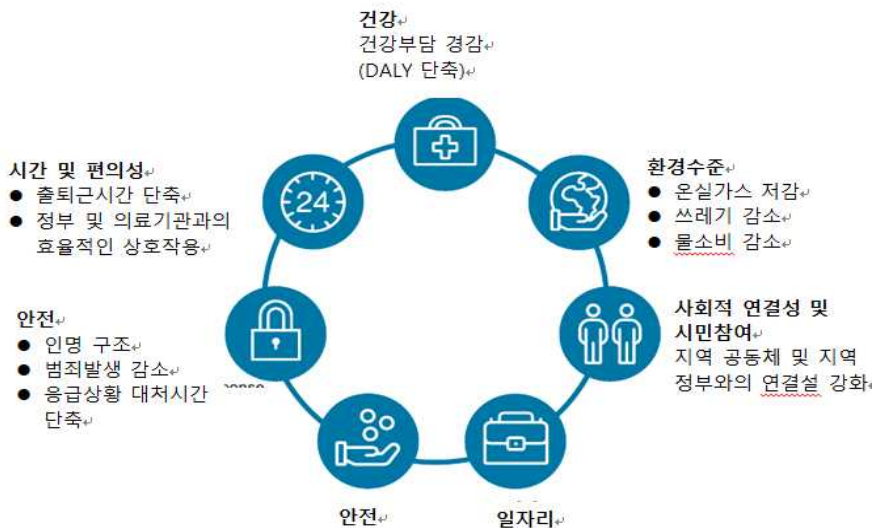 건강
건강부담 경감
(DALY 단축)
시간 및 편의성
● 출퇴근시간 단축
● 정부 및 의료기관과의
효율적인 상호작용
24
환경수준
● 온실가스 저감
● 쓰레기 감소
● 물소비 감소
안전
● 인명 구조
● 범죄발생 감소
● 응급상황 대처시간
단축
사회적 연결성 및
시민참여
지역 공동체 및 지역
정부와의 연결설 강화
안전
일자리